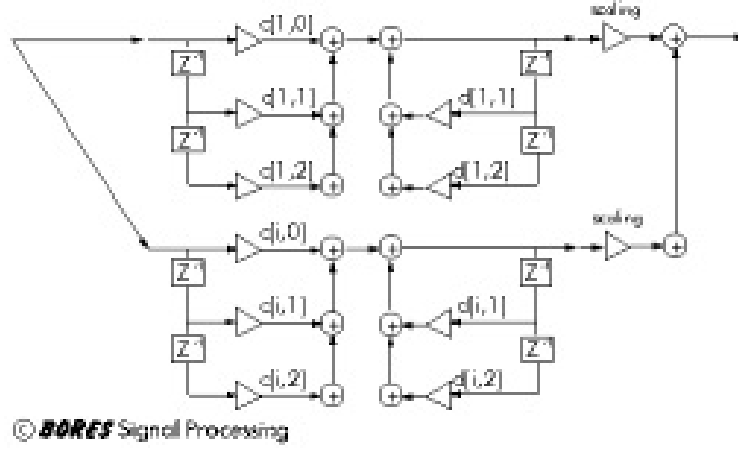 scaling
c[1,0]
Z⁻¹
Z⁻¹
c[1,1]
d[1,1]
Z⁻¹
Z⁻¹
c[1,2]
d[1,2]
scaling
c[i,0]
Z⁻¹
Z⁻¹
c[i,1]
d[i,1]
Z⁻¹
Z⁻¹
c[i,2]
d[i,2]
© BORES Signal Processing